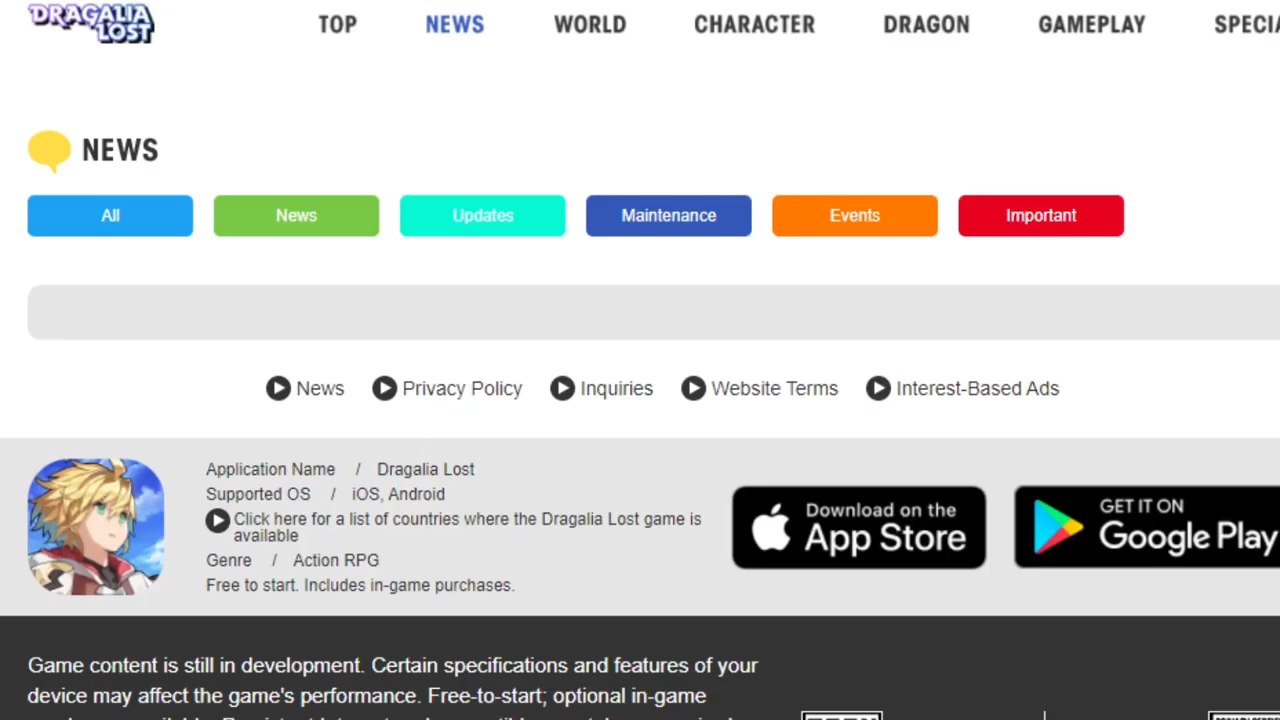 DRAGALIA
LOST
TOP NEWS WORLD CHARACTER DRAGON GAMEPLAY
NEWS
All News Updates Maintenance Events Important
News Privacy Policy Inquiries Website Terms Interest-Based Ads
Application Name / Dragalia Lost
Supported OS / iOS, Android
Click here for a list of countries where the Dragalia Lost game is
available
Genre / Action RPG
Free to start. Includes in-game purchases.
Download on the
App Store
GET IT ON
Google Play
Game content is still in development. Certain specifications and features of your
device may affect the game's performance. Free-to-start; optional in-game